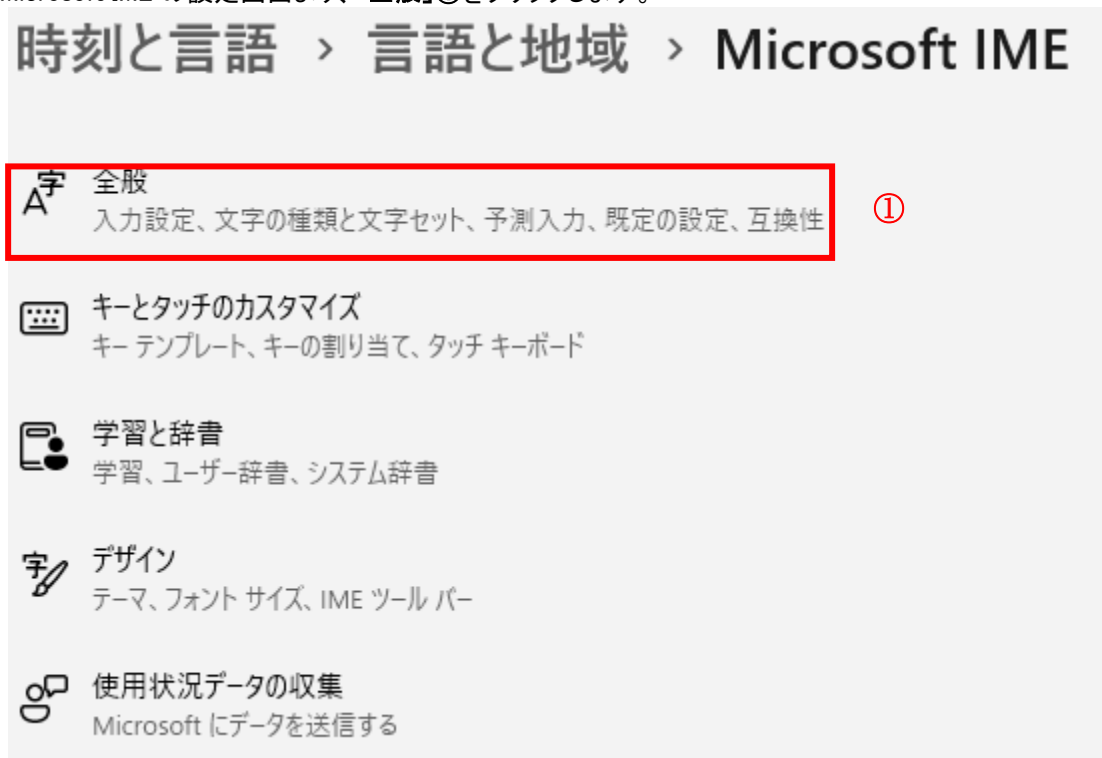 時刻と言語 > 言語と地域 > Microsoft IME
全般
入力設定、文字の種類と文字セット、予測入力、既定の設定、互換性
①
キーとタッチのカスタマイズ
キー テンプレート、キーの割り当て、タッチ キーボード
学習と辞書
学習、ユーザー辞書、システム辞書
デザイン
テーマ、フォント サイズ、IME ツール バー
使用状況データの収集
Microsoft にデータを送信する